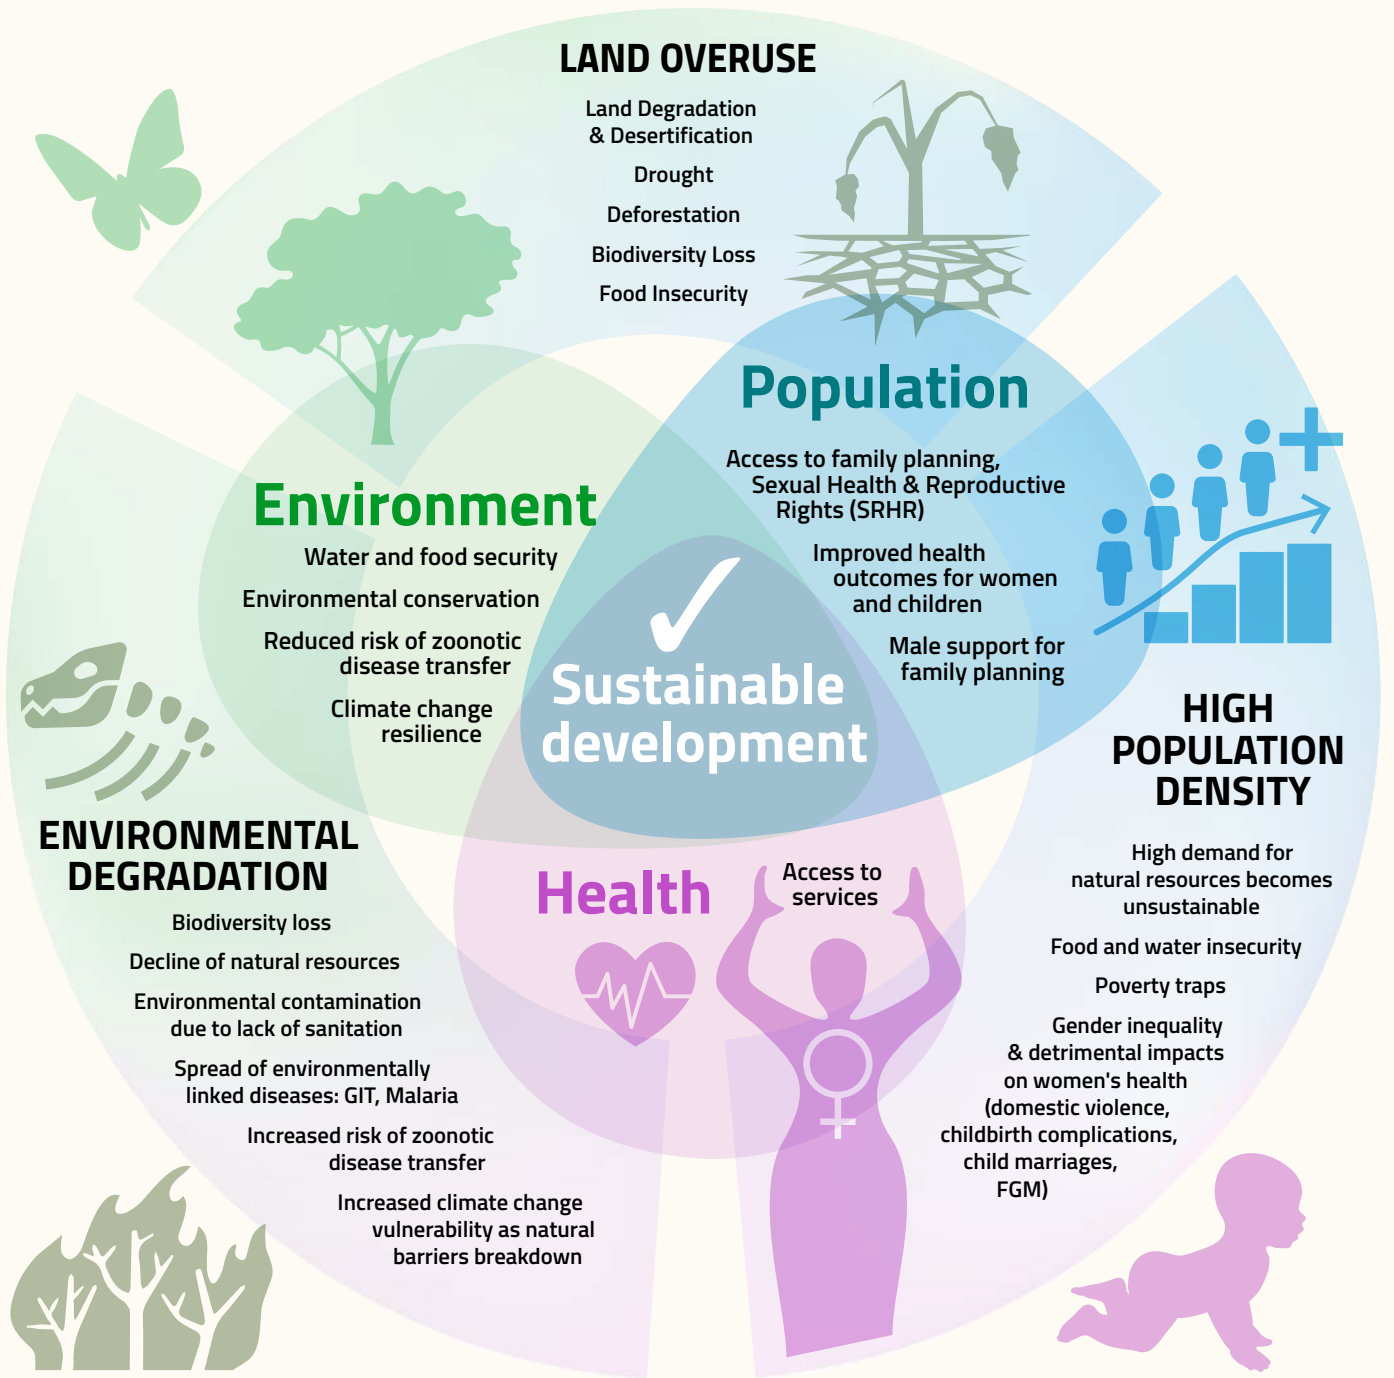 LAND OVERUSE
Land Degradation
& Desertification
Drought
Deforestation
Biodiversity Loss
Food Insecurity
Population
Access to family planning,
Sexual Health & Reproductive
Rights (SRHR)
Improved health
outcomes for women
and children
Male support for
family planning
Environment
Water and food security
Environmental conservation
Reduced risk of zoonotic
disease transfer
Climate change
resilience
Sustainable
development
HIGH
POPULATION
DENSITY
High demand for
natural resources becomes
unsustainable
Food and water insecurity
Poverty traps
Gender inequality
& detrimental impacts
on women's health
(domestic violence,
childbirth complications,
child marriages,
FGM)
ENVIRONMENTAL
DEGRADATION
Biodiversity loss
Decline of natural resources
Environmental contamination
due to lack of sanitation
Spread of environmentally
linked diseases: GIT, Malaria
Increased risk of zoonotic
disease transfer
Increased climate change
vulnerability as natural
barriers breakdown
Health
Access to
services